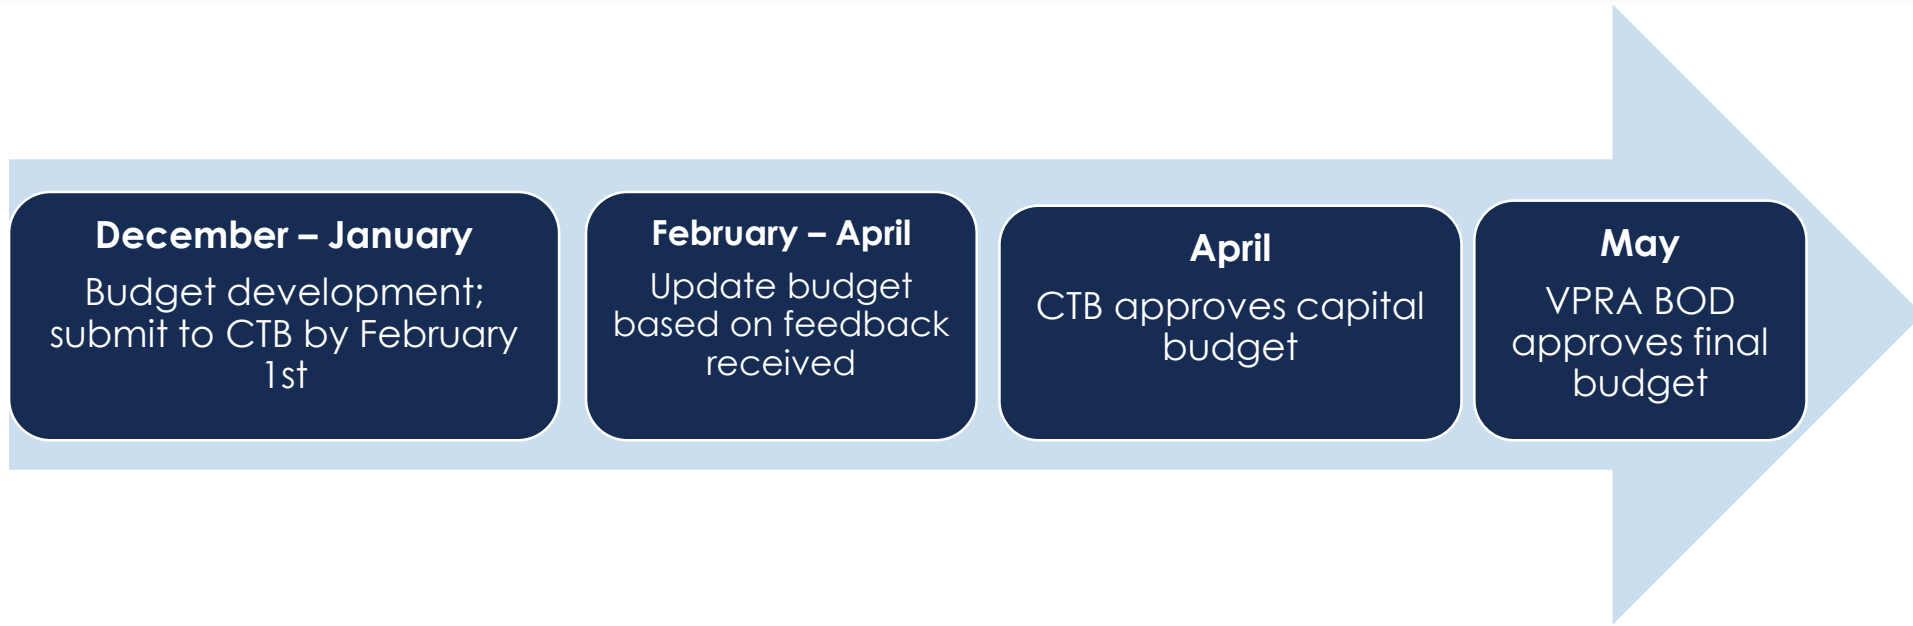 December – January
Budget development;
submit to CTB by February
1st
February – April
Update budget
based on feedback
received
April
CTB approves capital
budget
May
VPRA BOD
approves final
budget